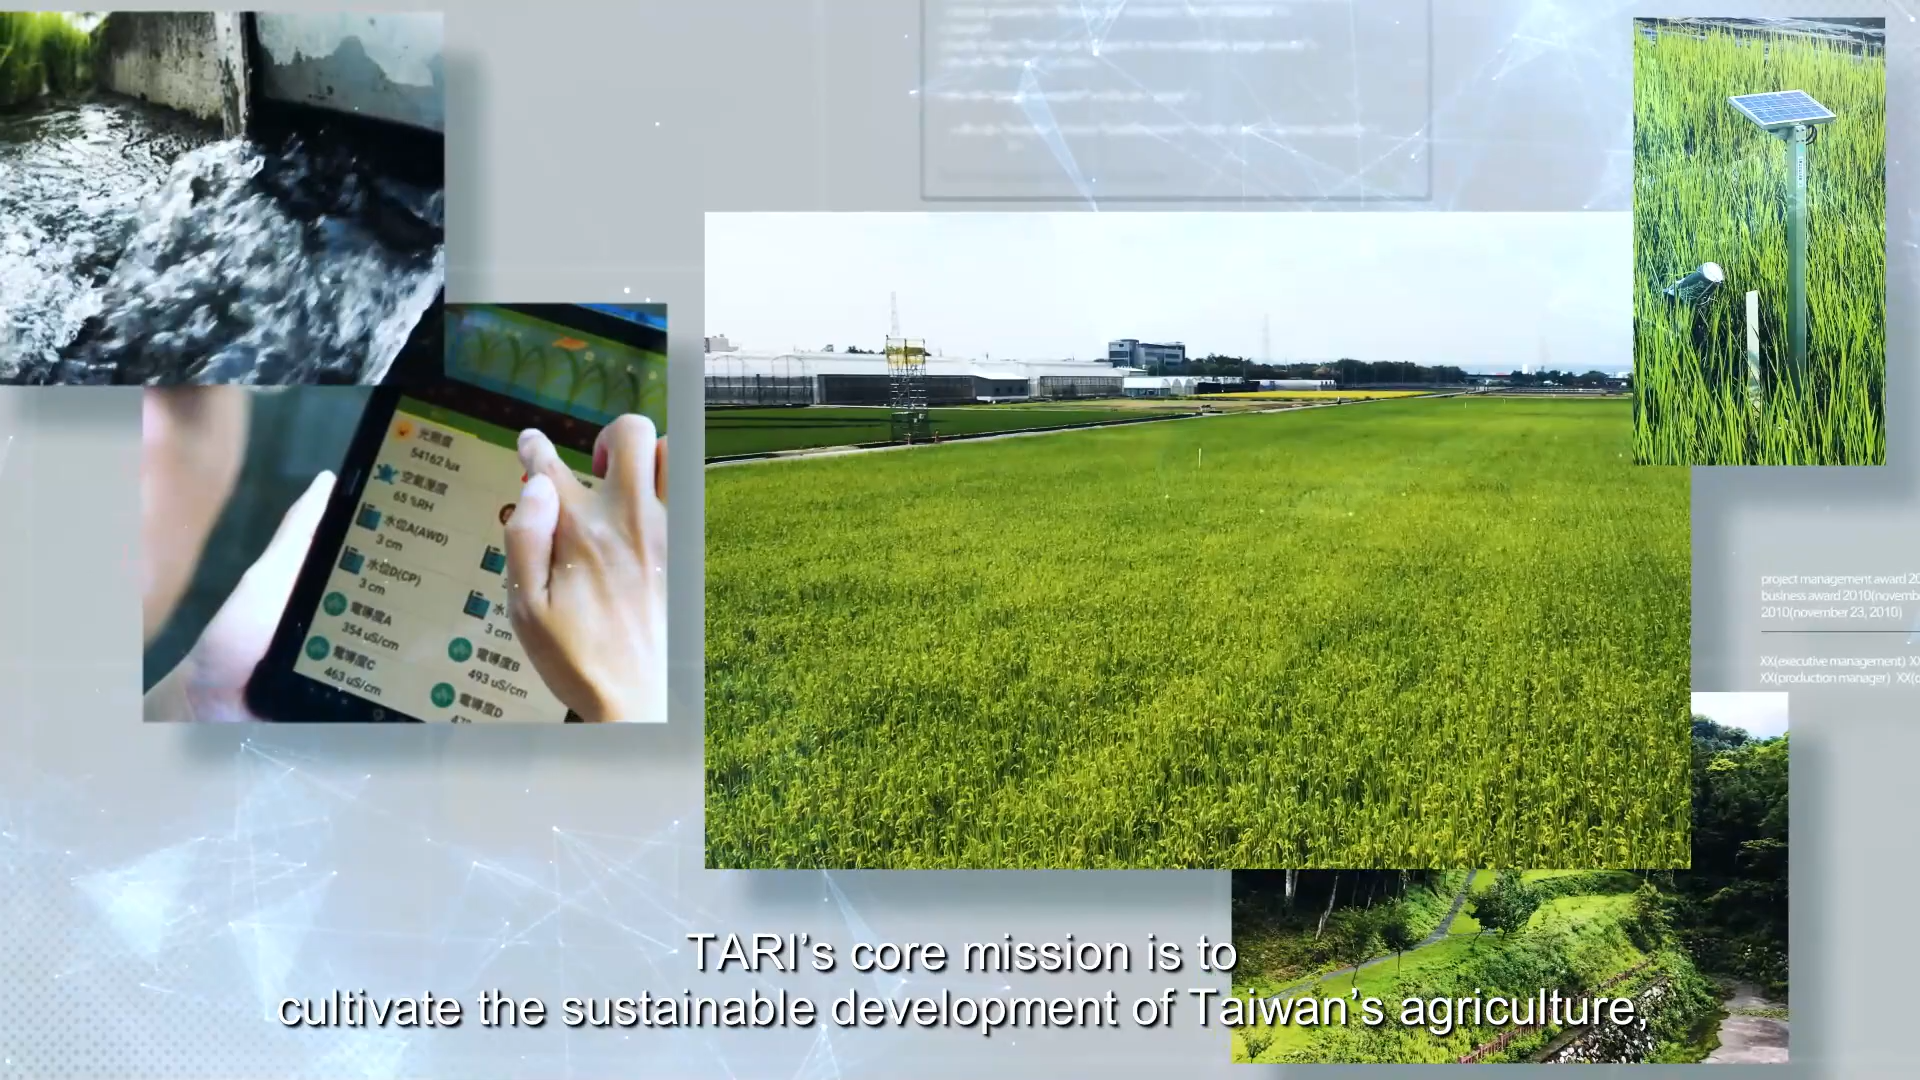 光照度
54162 lux
空氣溼度
65 %RH
水位A(AWD)
3 cm
水位D(CP)
3 cm
3 cm
電導度A
354 uS/cm
電導度B
493 uS/cm
電導度C
463 uS/cm
電導度D
project management award 20
business award 2010(novemb
2010(november 23, 2010)
XX(executive management)
XX(production manager)
TARI’s core mission is to
cultivate the sustainable development of Taiwan’s agriculture,